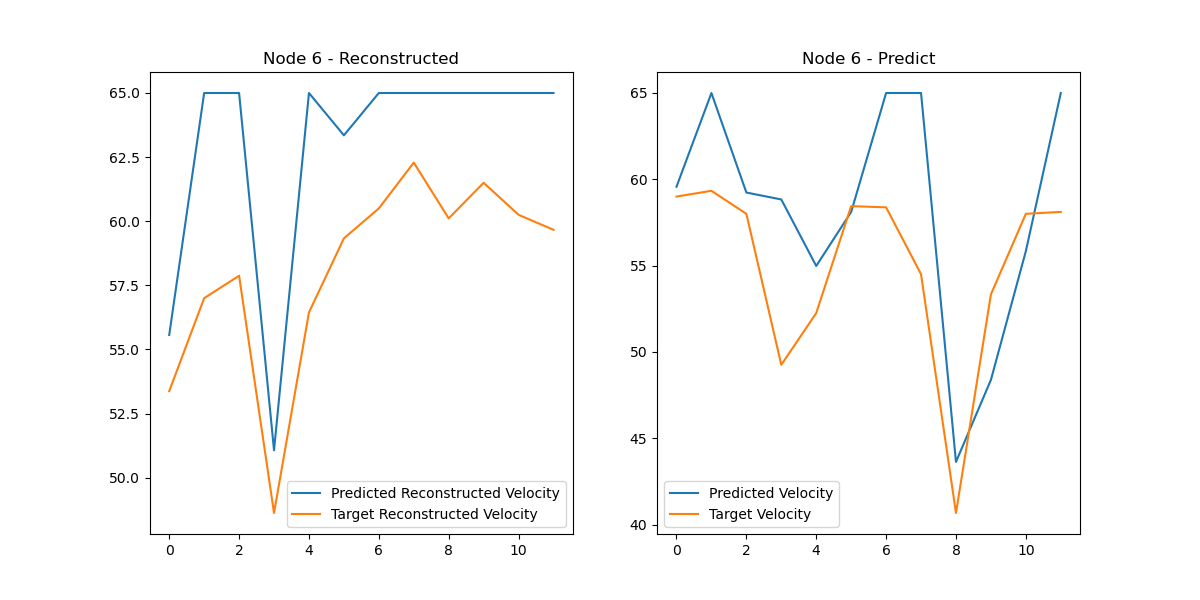 Node 6 - Reconstructed
65.0
62.5
60.0
57.5
55.0
52.5
50.0
Predicted Reconstructed Velocity
Target Reconstructed Velocity
0 2 4 6 8 10
Node 6 - Predict
65
60
55
50
45
40
Predicted Velocity
Target Velocity
0 2 4 6 8 10